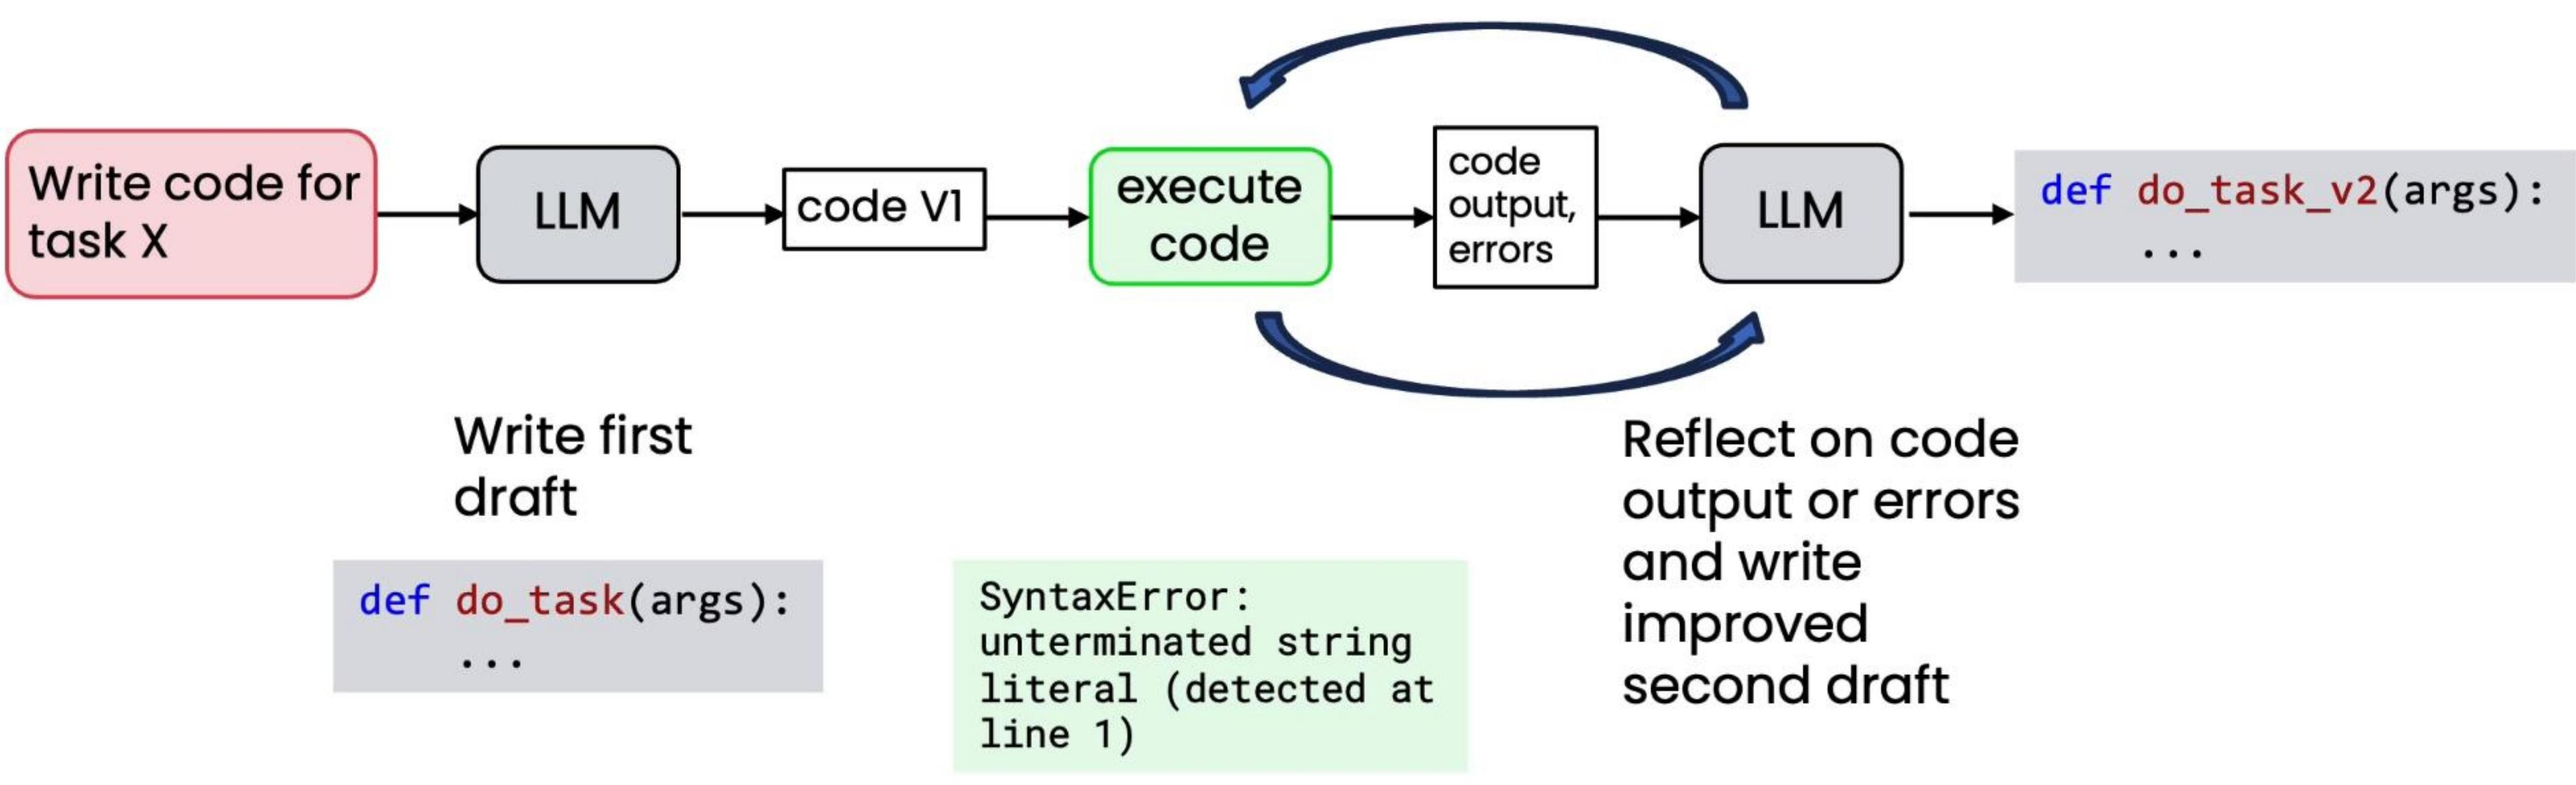 Write code for
task X
LLM
code V1
execute
code
code
output,
errors
LLM
def do_task_v2(args):
...
Write first
draft
def do_task(args):
...
SyntaxError:
unterminated string
literal (detected at
line 1)
Reflect on code
output or errors
and write
improved
second draft